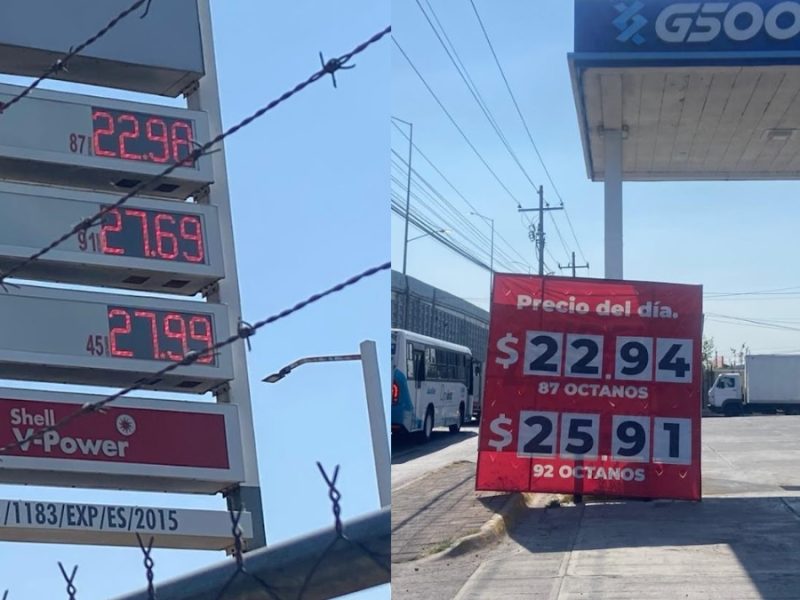 87 22.98
91 27.69
45 27.99
Shell
V-Power
/1183/EXP/ES/2015
G500
Precio del día.
$22.94
87 OCTANOS
$25.91
92 OCTANOS